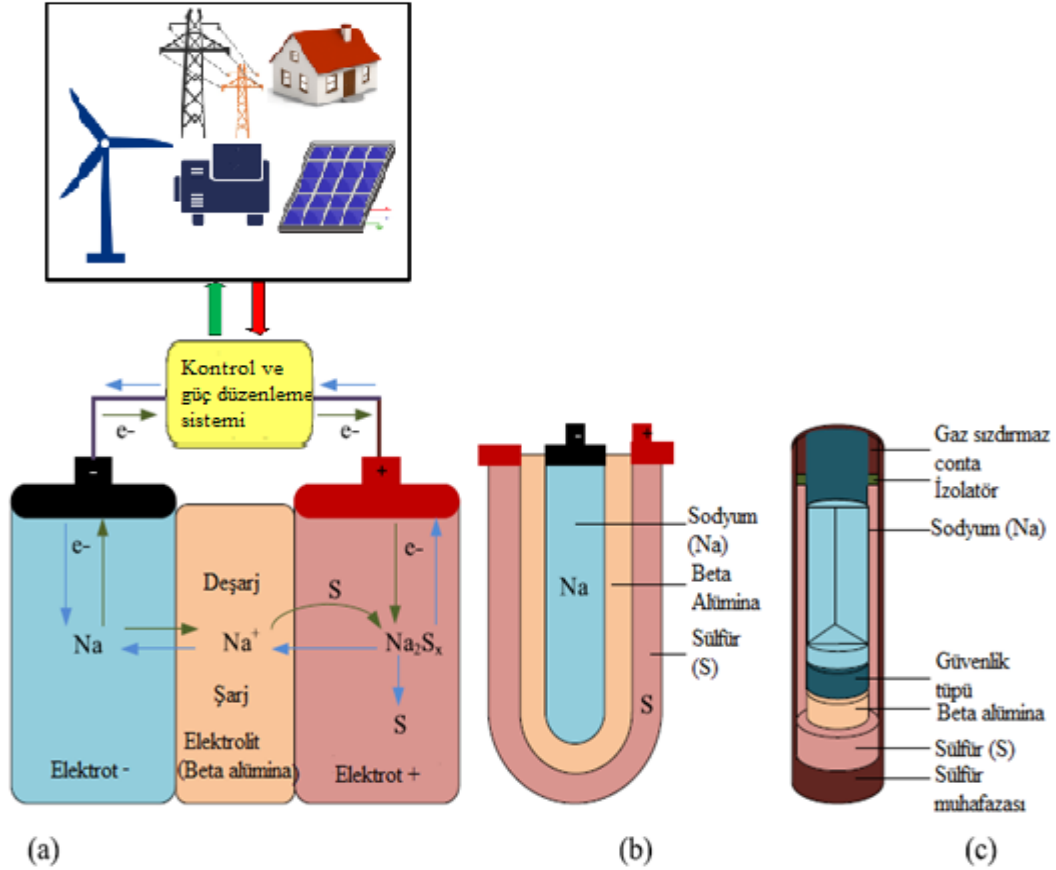 Kontrol ve
güç düzenleme
sistemi
e-
e-
-
+
e-
e-
Deşarj
S
Na
Na⁺
Na₂Sₓ
Şarj
S
Elektrolit
(Beta alümina)
Elektrot -
Elektrot +
(a)
-
+
Sodyum
(Na)
Na
Beta
Alümina
Sülfür
(S)
S
(b)
Gaz sızdırmaz
conta
İzolatör
Sodyum (Na)
Güvenlik
tüpü
Beta alümina
Sülfür (S)
Sülfür
muhafazası
(c)